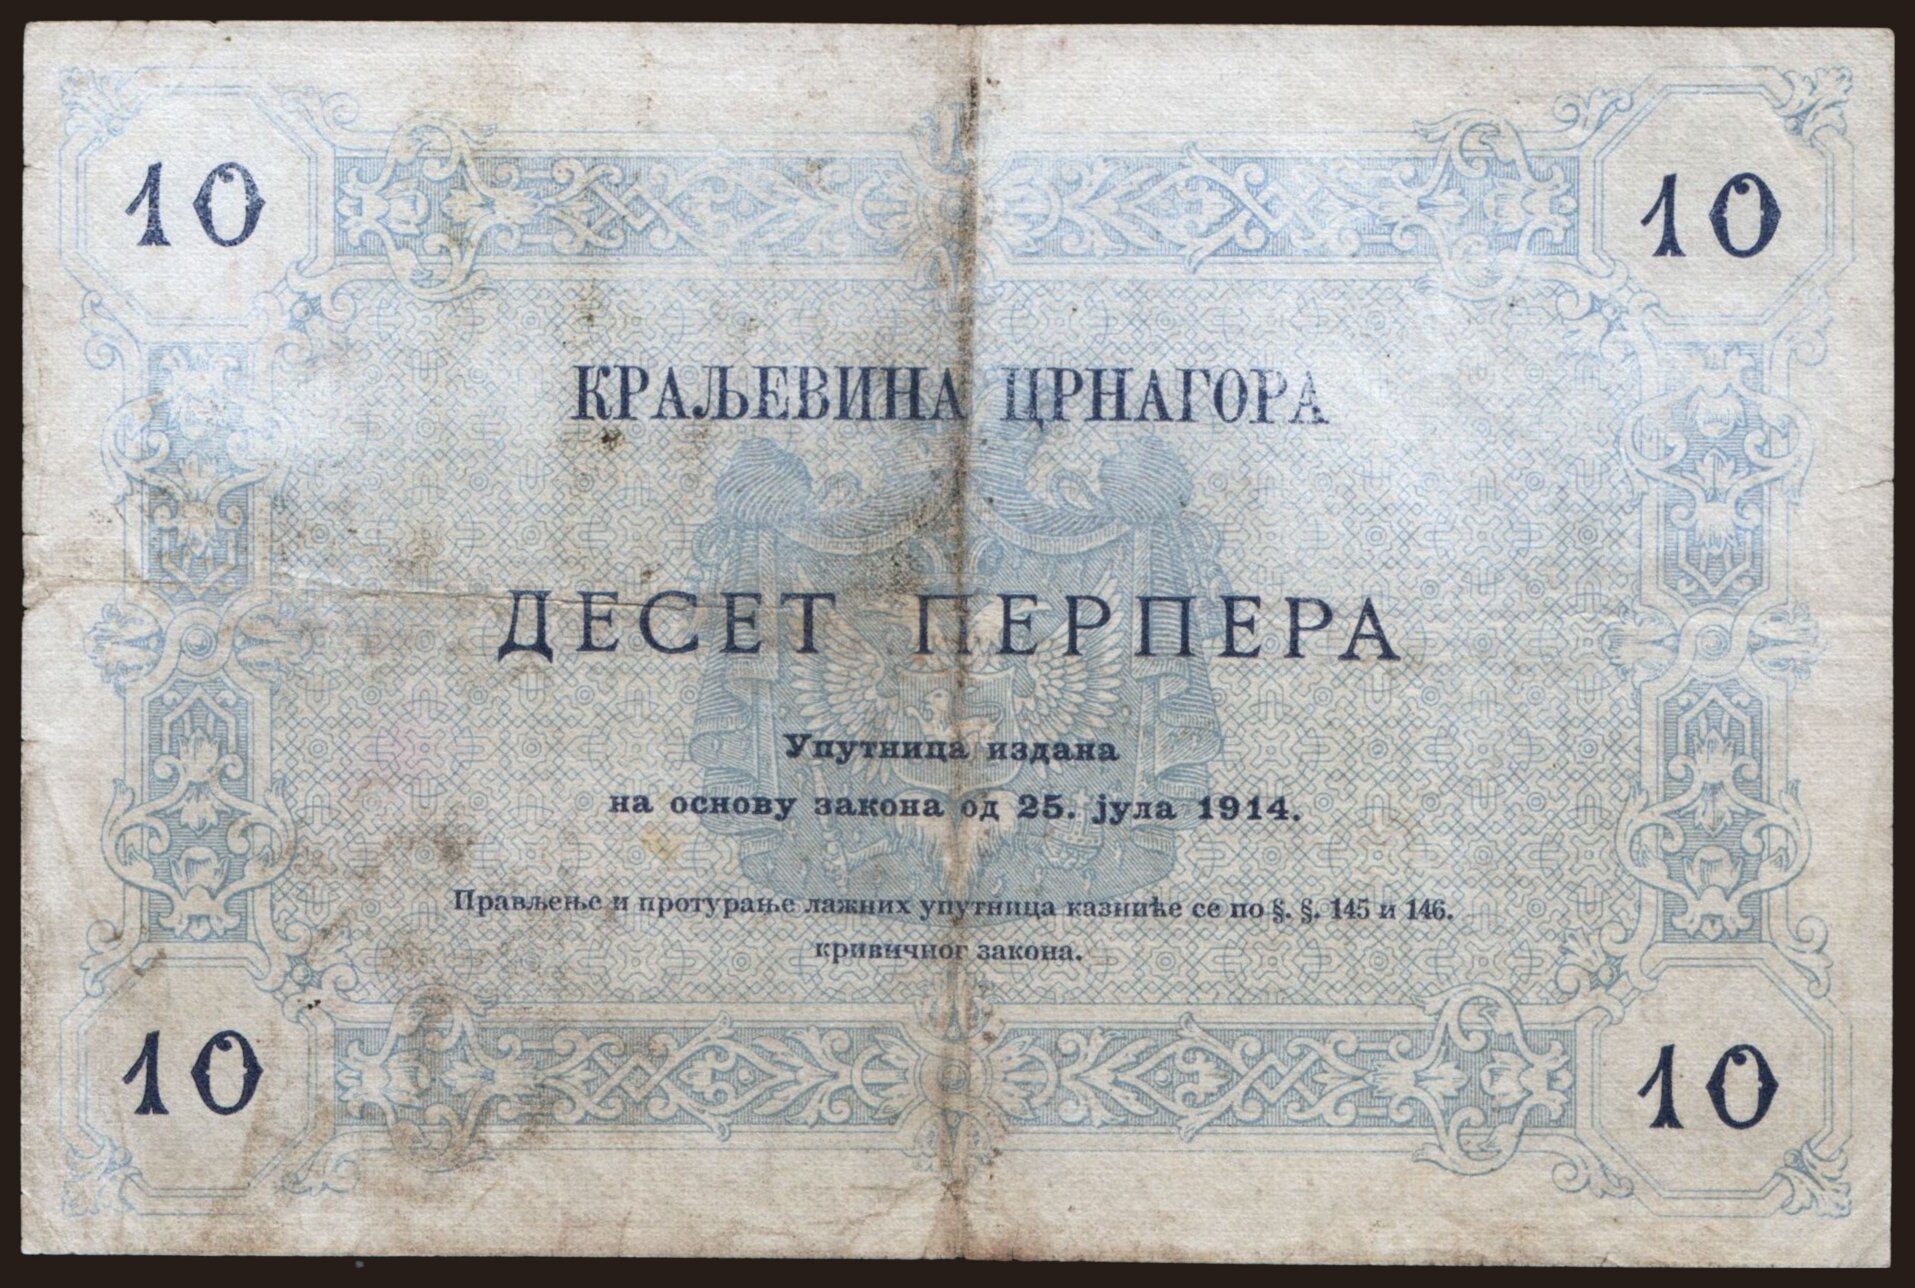 10 10
КРАЉЕВИНА ЦРНАГОРА
ДЕСЕТ ПЕРПЕРА
Упутница издана
на основу закона од 25. јула 1914.
Прављење и протурање лажних упутница казниће се по §. §. 145 и 146.
кривичног закона.
10 10